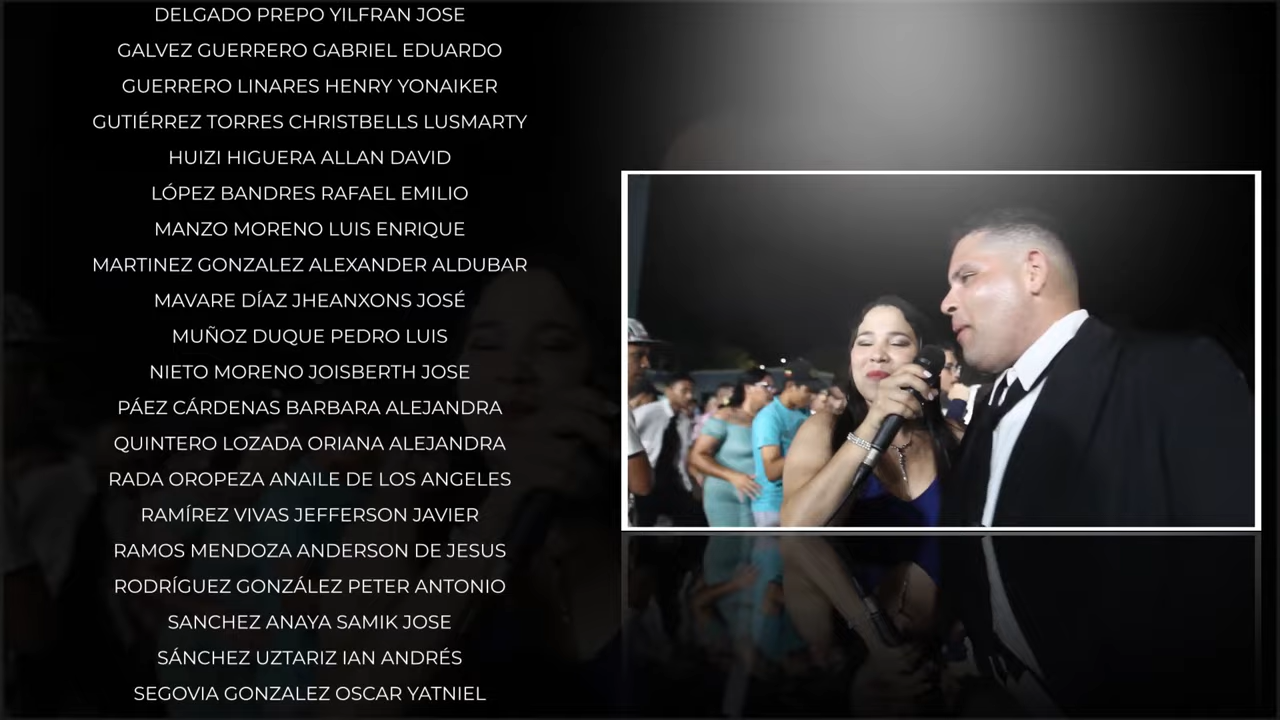 DELGADO PREPO YILFRAN JOSE
GALVEZ GUERRERO GABRIEL EDUARDO
GUERRERO LINARES HENRY YONAIKER
GUTIÉRREZ TORRES CHRISTBELLS LUSMARTY
HUIZI HIGUERA ALLAN DAVID
LÓPEZ BANDRES RAFAEL EMILIO
MANZO MORENO LUIS ENRIQUE
MARTINEZ GONZALEZ ALEXANDER ALDUBAR
MAVARE DÍAZ JHEANXONS JOSÉ
MUÑOZ DUQUE PEDRO LUIS
NIETO MORENO JOISBERTH JOSE
PÁEZ CÁRDENAS BARBARA ALEJANDRA
QUINTERO LOZADA ORIANA ALEJANDRA
RADA OROPEZA ANAILE DE LOS ANGELES
RAMÍREZ VIVAS JEFFERSON JAVIER
RAMOS MENDOZA ANDERSON DE JESUS
RODRÍGUEZ GONZÁLEZ PETER ANTONIO
SANCHEZ ANAYA SAMIK JOSE
SÁNCHEZ UZTARIZ IAN ANDRÉS
SEGOVIA GONZALEZ OSCAR YATNIEL